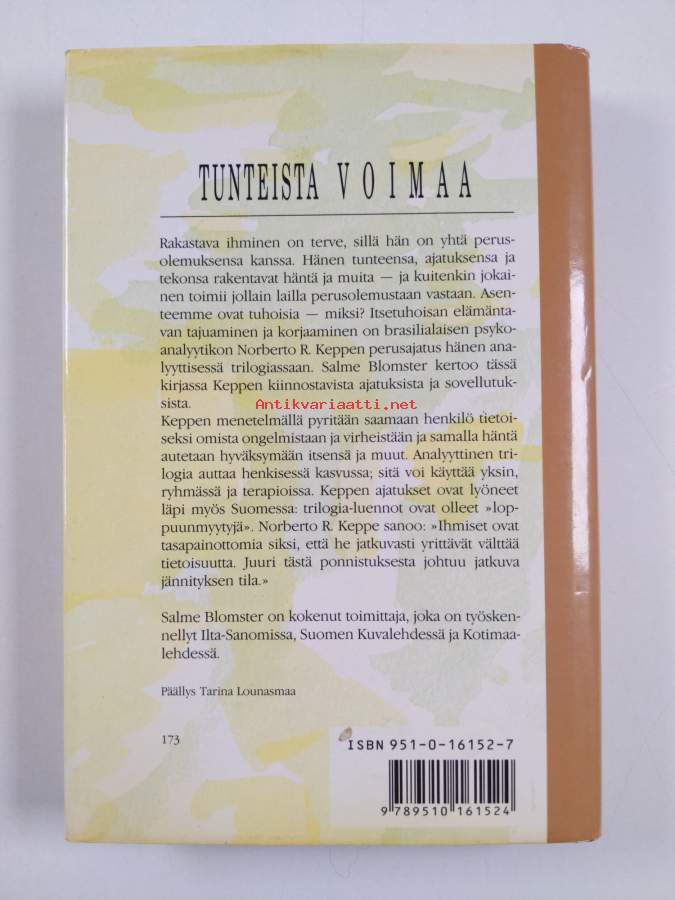 TUNTEISTA VOIMAA
Rakastava ihminen on terve, sillä hän on yhtä perus-
olemuksensa kanssa. Hänen tunteensa, ajatuksensa ja
tekonsa rakentavat häntä ja muita — ja kuitenkin jokai-
nen toimii jollain lailla perusolemustaan vastaan. Asen-
teemme ovat tuhoisia — miksi? Itsetuhoisan elämänta-
van tajuaminen ja korjaaminen on brasilialaisen psyko-
analyytikon Norberto R. Keppen perusajatus hänen ana-
lyyttisessä trilogiassaan. Salme Blomster kertoo tässä
kirjassa Keppen kiinnostavista ajatuksista ja sovellutuk-
sista.
Antikvariaatti.net
Keppen menetelmällä pyritään saamaan henkilö tietoi-
seksi omista ongelmistaan ja virheistään ja samalla häntä
autetaan hyväksymään itsensä ja muut. Analyyttinen tri-
logia auttaa henkisessä kasvussa; sitä voi käyttää yksin,
ryhmässä ja terapioissa. Keppen ajatukset ovat lyöneet
läpi myös Suomessa: trilogia-luennot ovat olleet »lop-
puunmyytyjä». Norberto R. Keppe sanoo: »Ihmiset ovat
tasapainottomia siksi, että he jatkuvasti yrittävät välttää
tietoisuutta. Juuri tästä ponnistuksesta johtuu jatkuva
jännityksen tila.»
Salme Blomster on kokenut toimittaja, joka on työsken-
nellyt Ilta-Sanomissa, Suomen Kuvalehdessä ja Kotimaa-
lehdessä.
Päällys Tarina Lounasmaa
173
ISBN 951-0-16152-7
9 789510 161524